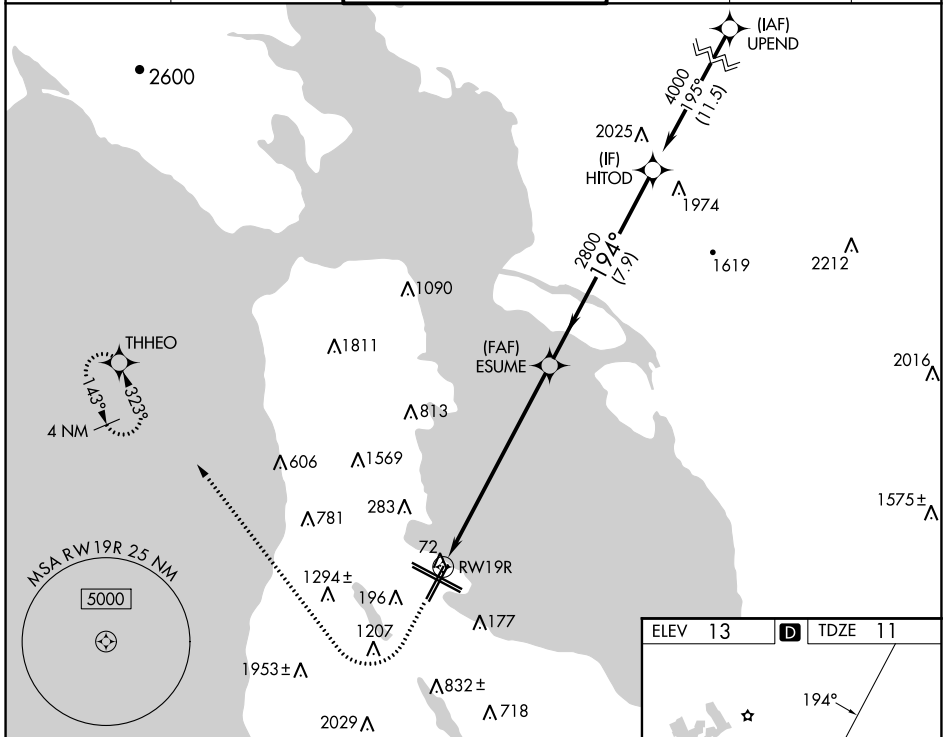 (IAF)
UPEND
2600
4000
195°
(11.5)
2025
(IF)
HITOD
1974
2800
194°
(7.9)
1619
2212
1090
THHEO
1811
(FAF)
ESUME
2016
143°
323°
4 NM
813
606
1569
1575±
283
781
72
RW19R
MSA RW19R 25 NM
5000
1294±
196
177
1207
1953±
832±
718
2029
ELEV 13
D
TDZE 11
194°